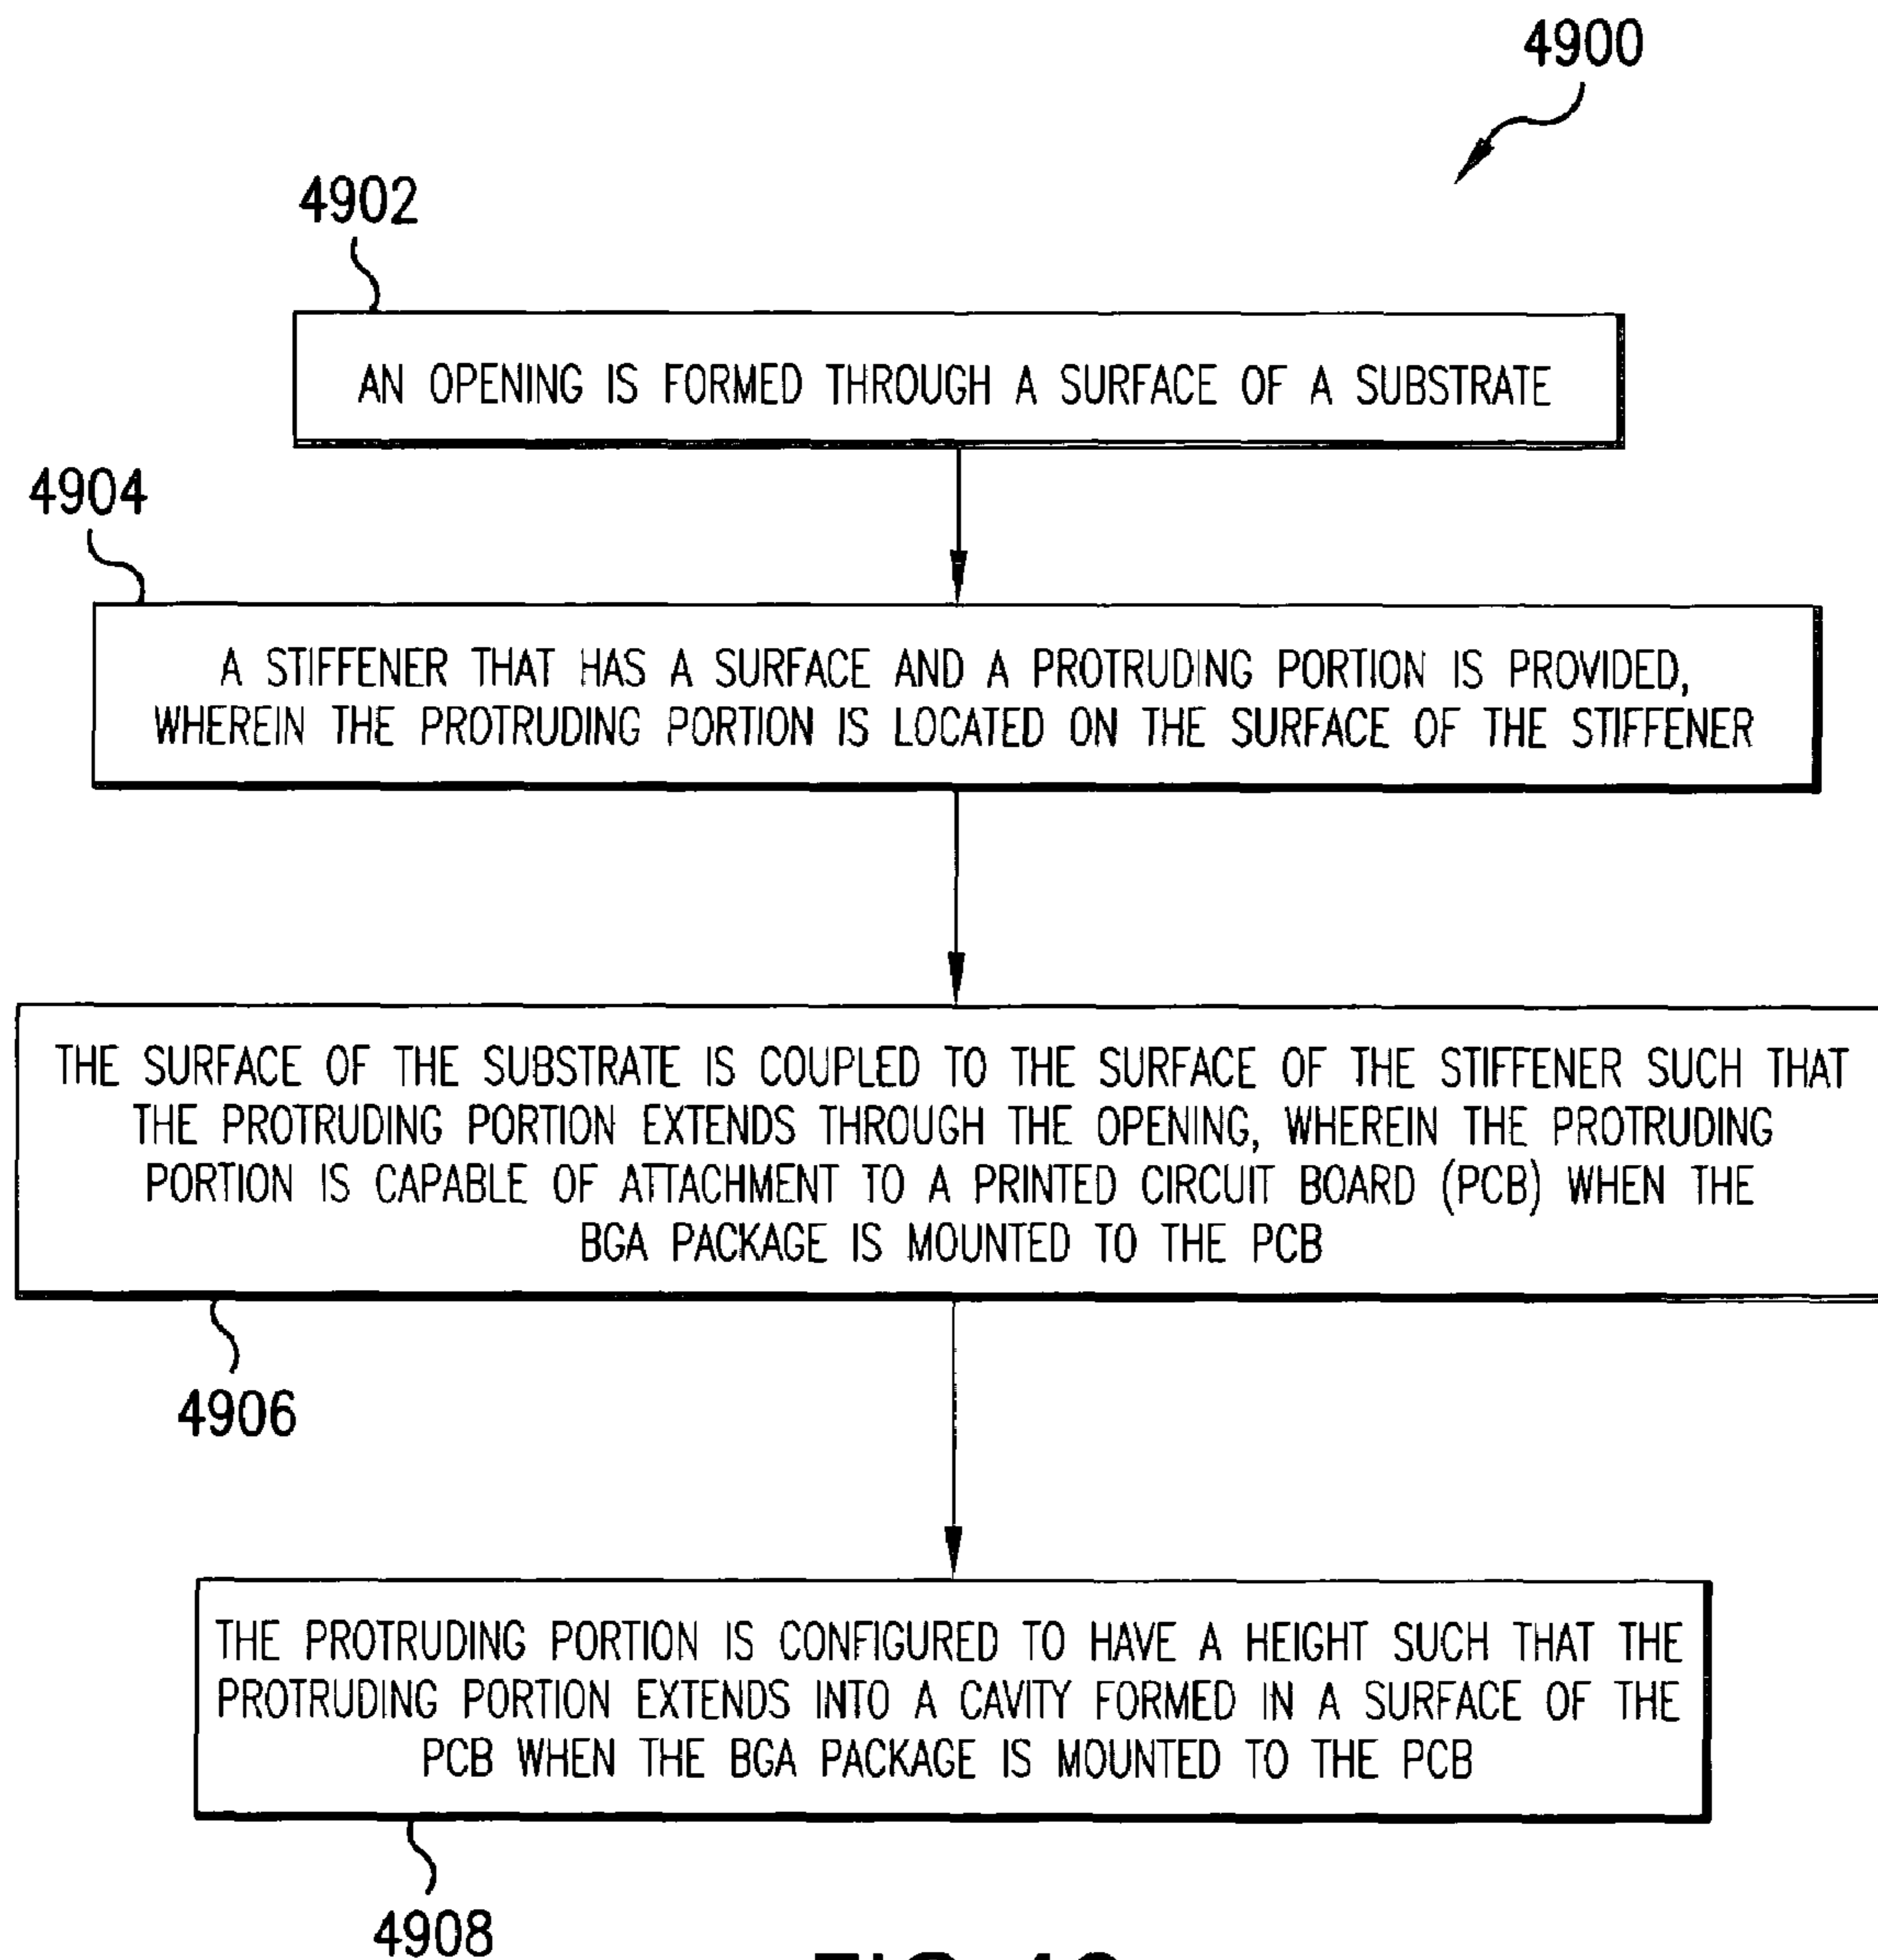 4900
4902
AN OPENING IS FORMED THROUGH A SURFACE OF A SUBSTRATE
4904
A STIFFENER THAT HAS A SURFACE AND A PROTRUDING PORTION IS PROVIDED,
WHEREIN THE PROTRUDING PORTION IS LOCATED ON THE SURFACE OF THE STIFFENER
THE SURFACE OF THE SUBSTRATE IS COUPLED TO THE SURFACE OF THE STIFFENER SUCH THAT
THE PROTRUDING PORTION EXTENDS THROUGH THE OPENING, WHEREIN THE PROTRUDING
PORTION IS CAPABLE OF ATTACHMENT TO A PRINTED CIRCUIT BOARD (PCB) WHEN THE
BGA PACKAGE IS MOUNTED TO THE PCB
4906
THE PROTRUDING PORTION IS CONFIGURED TO HAVE A HEIGHT SUCH THAT THE
PROTRUDING PORTION EXTENDS INTO A CAVITY FORMED IN A SURFACE OF THE
PCB WHEN THE BGA PACKAGE IS MOUNTED TO THE PCB
4908